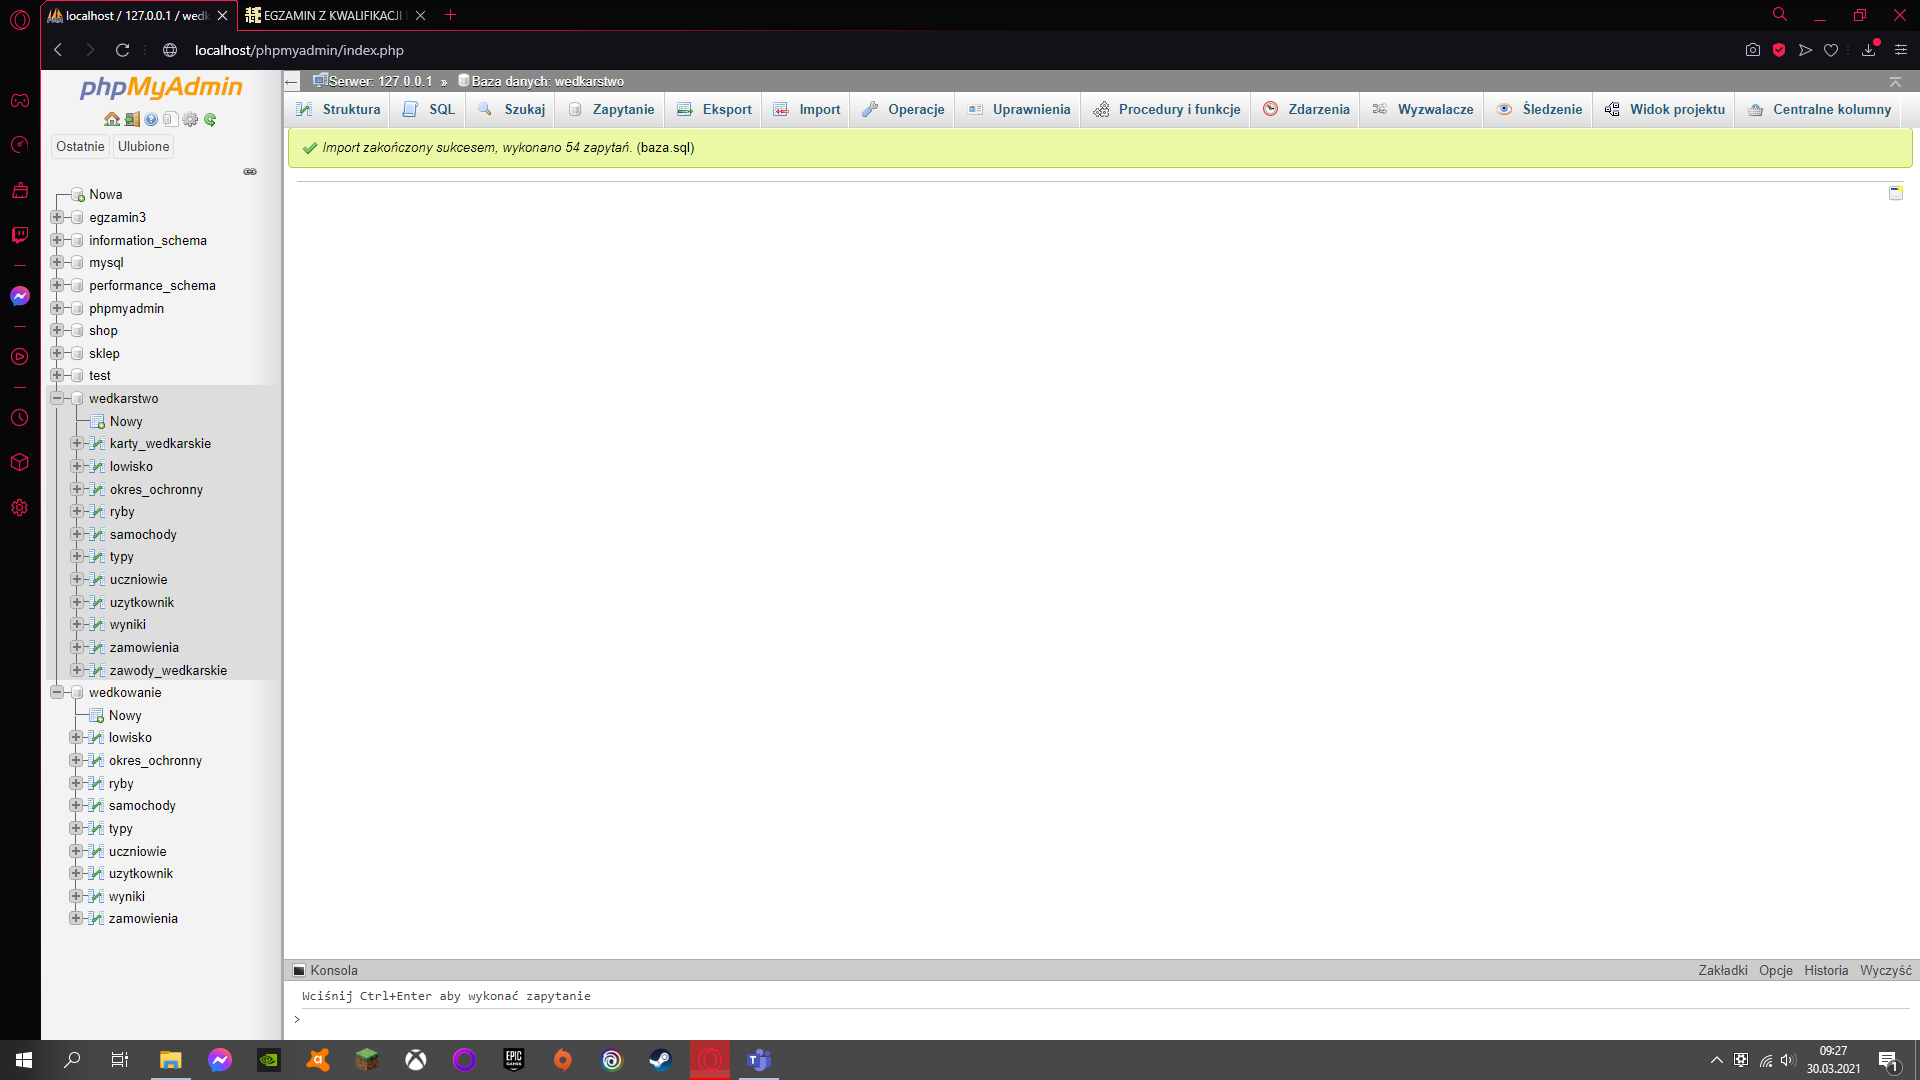 localhost / 127.0.0.1 / wedk
EGZAMIN Z KWALIFIKACJI
localhost/phpmyadmin/index.php
phpMyAdmin
Ostatnie Ulubione
Nowa
egzamin3
information_schema
mysql
performance_schema
phpmyadmin
shop
sklep
test
wedkarstwo
Nowy
karty_wedkarskie
lowisko
okres_ochronny
ryby
samochody
typy
uczniowie
uzytkownik
wyniki
zamowienia
zawody_wedkarskie
wedkowanie
Nowy
lowisko
okres_ochronny
ryby
samochody
typy
uczniowie
uzytkownik
wyniki
zamowienia
Serwer: 127.0.0.1 » Baza danych: wedkarstwo
Struktura SQL Szukaj Zapytanie Eksport Import Operacje Uprawnienia Procedury i funkcje Zdarzenia Wyzwalacze Śledzenie Widok projektu Centralne kolumny
Import zakończony sukcesem, wykonano 54 zapytań. (baza.sql)
Konsola Zakładki Opcje Historia Wyczyść
Wciśnij Ctrl+Enter aby wykonać zapytanie
>
EPIC GAMES
09:27
30.03.2021
1